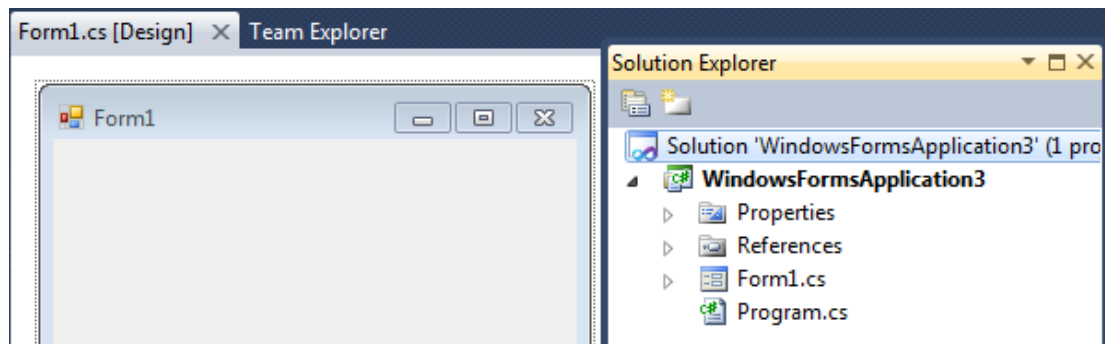 Form1.cs [Design] Team Explorer
Solution Explorer
Form1
Solution 'WindowsFormsApplication3' (1 pro
WindowsFormsApplication3
Properties
References
Form1.cs
Program.cs